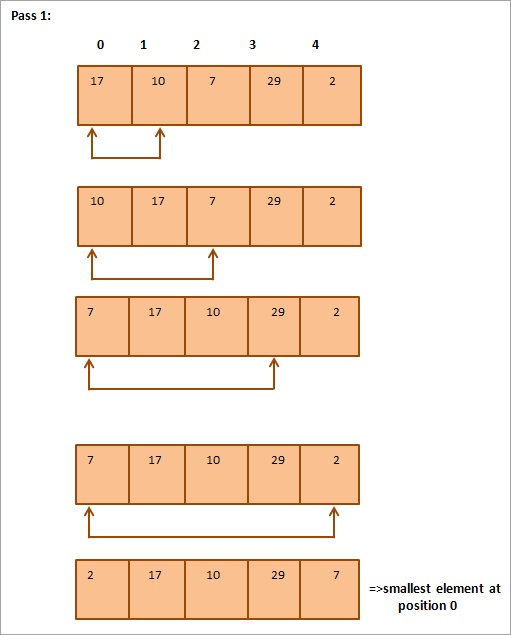 Pass 1:
0 1 2 3 4
17 10 7 29 2
10 17 7 29 2
7 17 10 29 2
7 17 10 29 2
2 17 10 29 7
=>smallest element at
position 0